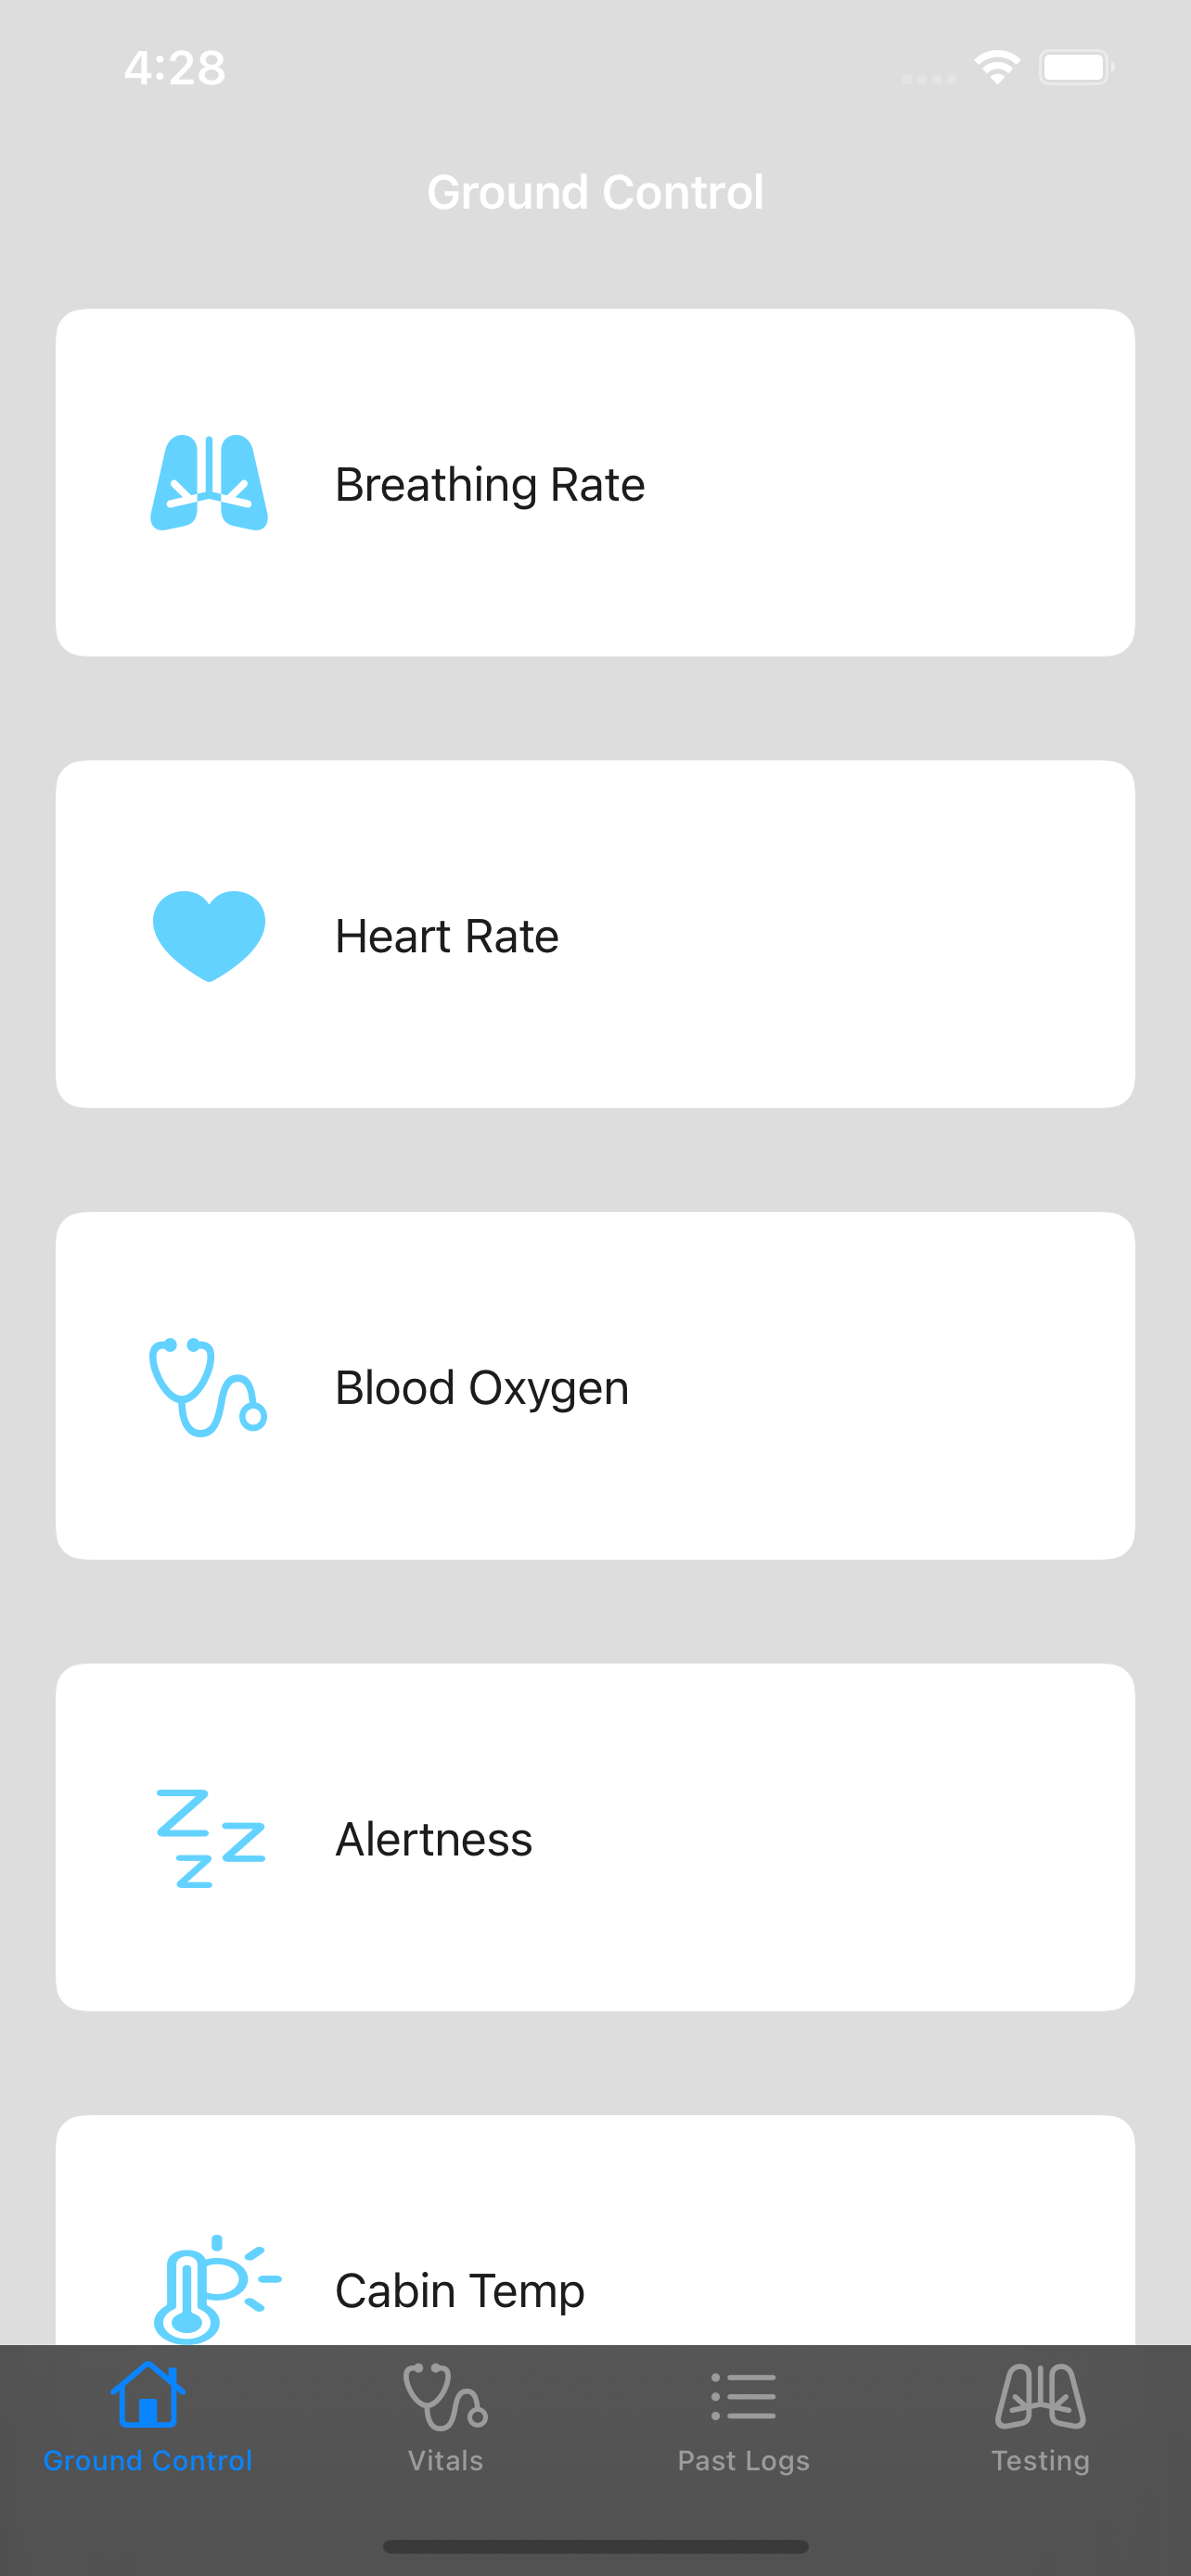 4:28
Ground Control
Breathing Rate
Heart Rate
Blood Oxygen
Alertness
Cabin Temp
Ground Control
Vitals
Past Logs
Testing